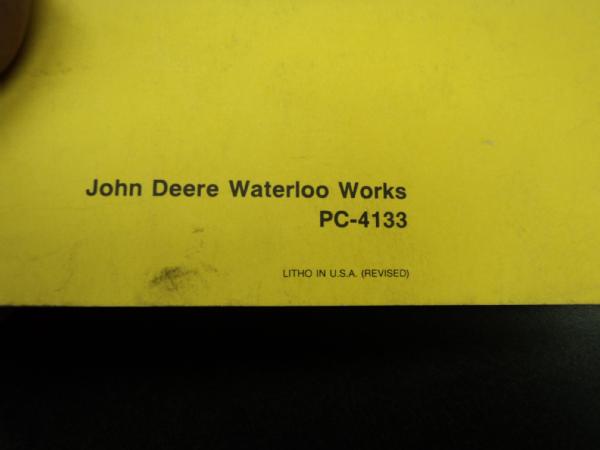 John Deere Waterloo Works
PC-4133
LITHO IN U.S.A. (REVISED)